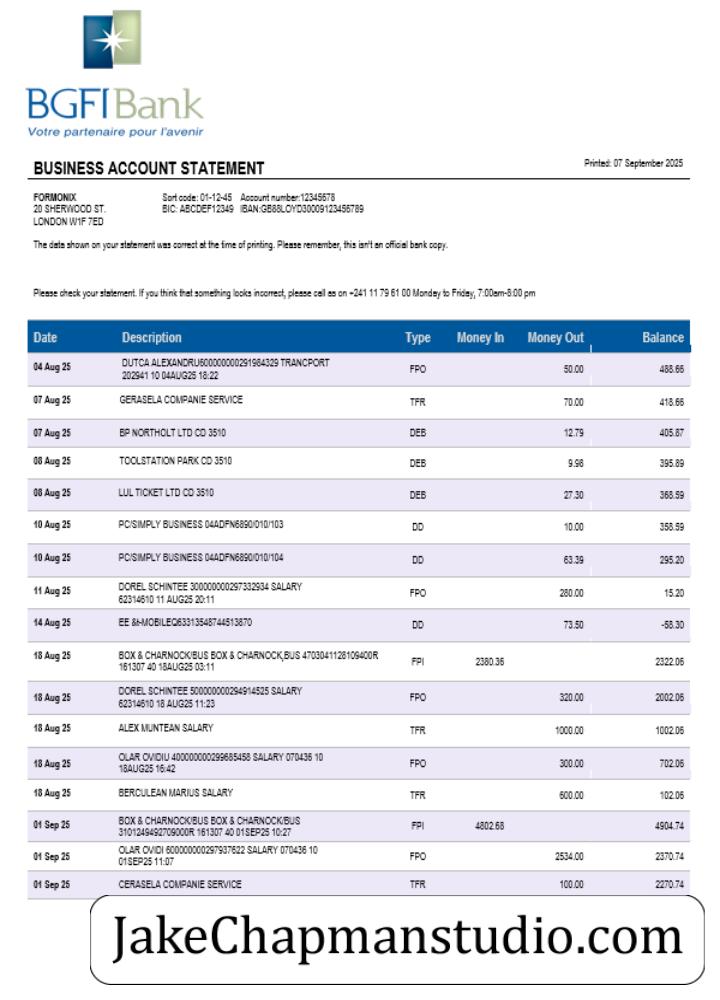 BGFIBank
Votre partenaire pour l'avenir
BUSINESS ACCOUNT STATEMENT
Printed: 07 September 2025
FORMONIX
20 SHERWOOD ST.
LONDON W1F 7ED
Sort code: 01-12-45 Account number:12345678
BIC: ABCDEF12349 IBAN:GB88LOYD30009123456789
The data shown on your statement was correct at the time of printing. Please remember, this isn't an official bank copy.
Please check your statement. If you think that something looks incorrect, please call as on +241 11 79 61 00 Monday to Friday, 7:00am-8:00 pm
Date Description Type Money In Money Out Balance
04 Aug 25 DUTCA ALEXANDRU600000000291984329 TRANCPORT FPO 50.00 488.66
202941 10 04AUG25 18:22
07 Aug 25 GERASELA COMPANIE SERVICE TFR 70.00 418.66
07 Aug 25 BP NORTHOLT LTD CD 3510 DEB 12.79 405.87
08 Aug 25 TOOLSTATION PARK CD 3510 DEB 9.98 395.89
08 Aug 25 LUL TICKET LTD CD 3510 DEB 27.30 368.59
10 Aug 25 PC/SIMPLY BUSINESS 04ADFN6890/010/103 DD 10.00 358.59
10 Aug 25 PC/SIMPLY BUSINESS 04ADFN6890/010/104 DD 63.39 295.20
11 Aug 25 DOREL SCHINTEE 300000000297332934 SALARY FPO 280.00 15.20
62314610 11 AUG25 20:11
14 Aug 25 EE &t-MOBILEQ63313548744513870 DD 73.50 -58.30
18 Aug 25 BOX & CHARNOCK/BUS BOX & CHARNOCK,BUS 4703041128109400R FPI 2380.36 2322.06
161307 40 18AUG25 03:11
18 Aug 25 DOREL SCHINTEE 500000000294914525 SALARY FPO 320.00 2002.06
62314610 18 AUG25 11:23
18 Aug 25 ALEX MUNTEAN SALARY TFR 1000.00 1002.06
18 Aug 25 OLAR OVIDIU 400000000299685458 SALARY 070436 10 FPO 300.00 702.06
18AUG25 16:42
18 Aug 25 BERCULEAN MARIUS SALARY TFR 600.00 102.06
01 Sep 25 BOX & CHARNOCK/BUS BOX & CHARNOCK/BUS FPI 4802.68 4904.74
3101249492709000R 161307 40 01SEP25 10:27
01 Sep 25 OLAR OVIDI 600000000297937622 SALARY 070436 10 FPO 2534.00 2370.74
01SEP25 11:07
01 Sep 25 CERASELA COMPANIE SERVICE TFR 100.00 2270.74
JakeChapmanstudio.com